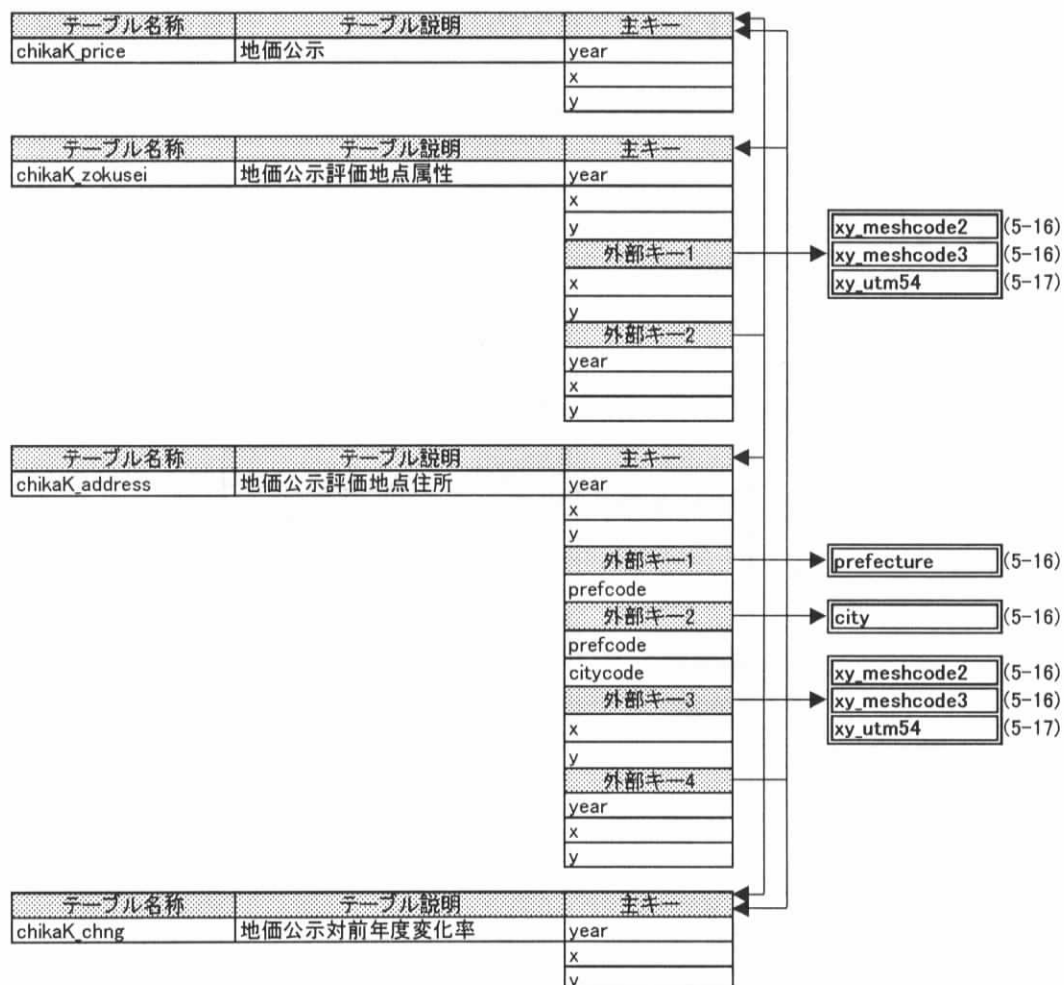 テーブル名称 テーブル説明 主キー
chikaK_price 地価公示 year
x
y
テーブル名称 テーブル説明 主キー
chikaK_zokusei 地価公示評価地点属性 year
x
y
外部キー1
x
y
外部キー2
year
x
y
xy_meshcode2 (5-16)
xy_meshcode3 (5-16)
xy_utm54 (5-17)
テーブル名称 テーブル説明 主キー
chikaK_address 地価公示評価地点住所 year
x
y
外部キー1 prefecture (5-16)
prefcode
外部キー2 city (5-16)
prefcode
citycode
外部キー3
x
y
外部キー4
year
x
y
xy_meshcode2 (5-16)
xy_meshcode3 (5-16)
xy_utm54 (5-17)
テーブル名称 テーブル説明 主キー
chikaK_chng 地価公示対前年度変化率 year
x
y